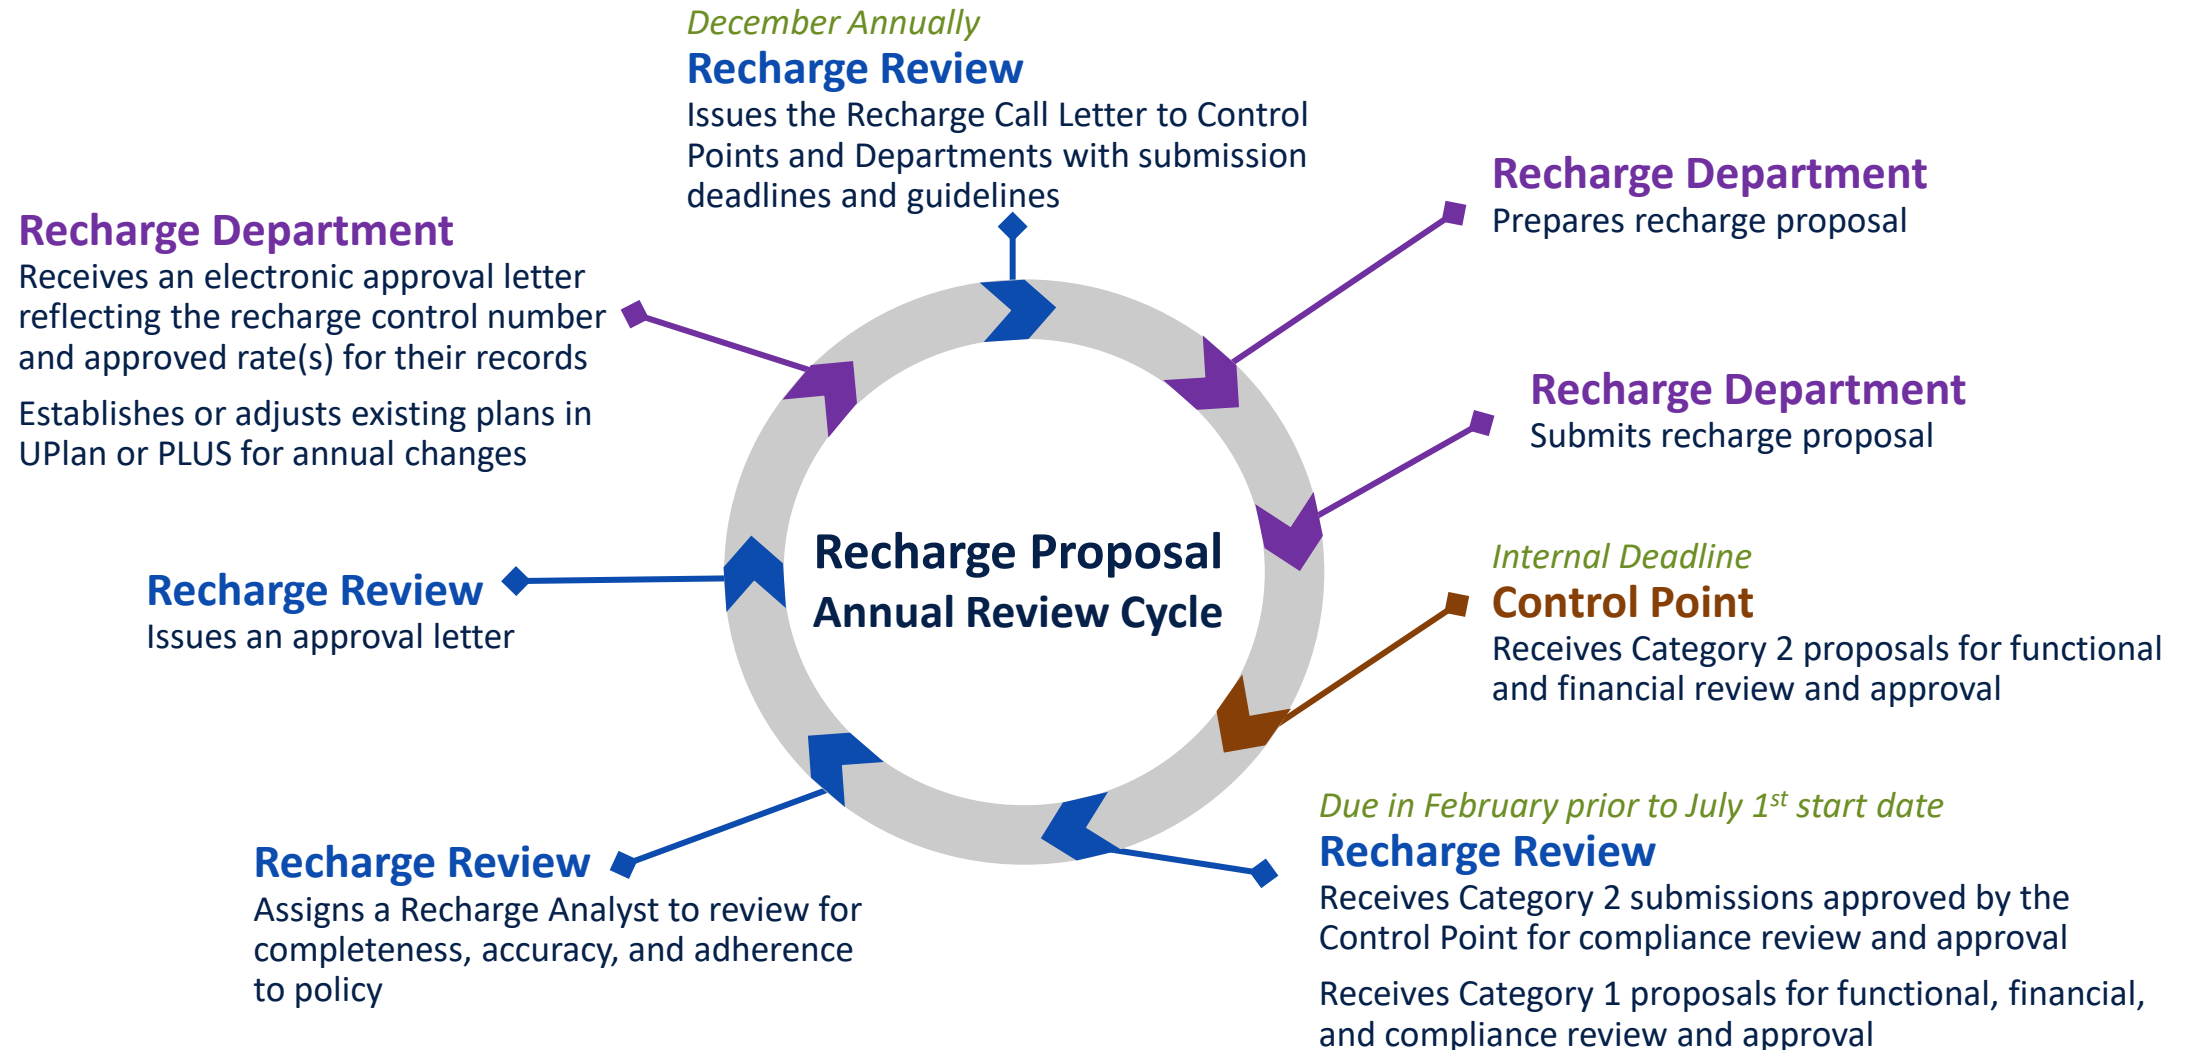 December Annually
Recharge Review
Issues the Recharge Call Letter to Control
Points and Departments with submission
deadlines and guidelines
Recharge Department
Prepares recharge proposal
Recharge Department
Submits recharge proposal
Internal Deadline
Control Point
Receives Category 2 proposals for functional
and financial review and approval
Due in February prior to July 1st start date
Recharge Review
Receives Category 2 submissions approved by the
Control Point for compliance review and approval
Receives Category 1 proposals for functional, financial,
and compliance review and approval
Recharge Review
Assigns a Recharge Analyst to review for
completeness, accuracy, and adherence
to policy
Recharge Review
Issues an approval letter
Recharge Department
Receives an electronic approval letter
reflecting the recharge control number
and approved rate(s) for their records
Establishes or adjusts existing plans in
UPlan or PLUS for annual changes
Recharge Proposal
Annual Review Cycle